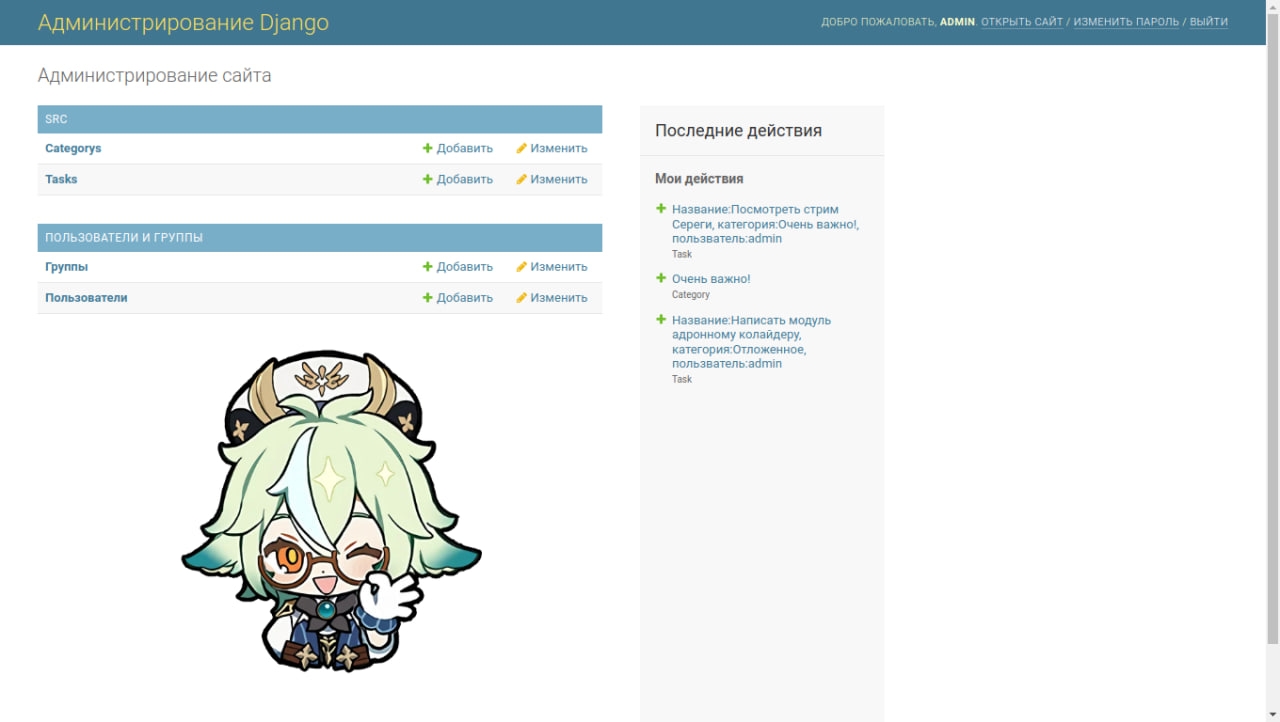 Администрирование Django
ДОБРО ПОЖАЛОВАТЬ, ADMIN. ОТКРЫТЬ САЙТ / ИЗМЕНИТЬ ПАРОЛЬ / ВЫЙТИ
Администрирование сайта
SRC
Categorys Добавить Изменить
Tasks Добавить Изменить
ПОЛЬЗОВАТЕЛИ И ГРУППЫ
Группы Добавить Изменить
Пользователи Добавить Изменить
Последние действия
Мои действия
Название:Посмотреть стрим
Сереги, категория:Очень важно!,
пользватель:admin
Task
Очень важно!
Category
Название:Написать модуль
адронному колайдеру,
категория:Отложенное,
пользватель:admin
Task